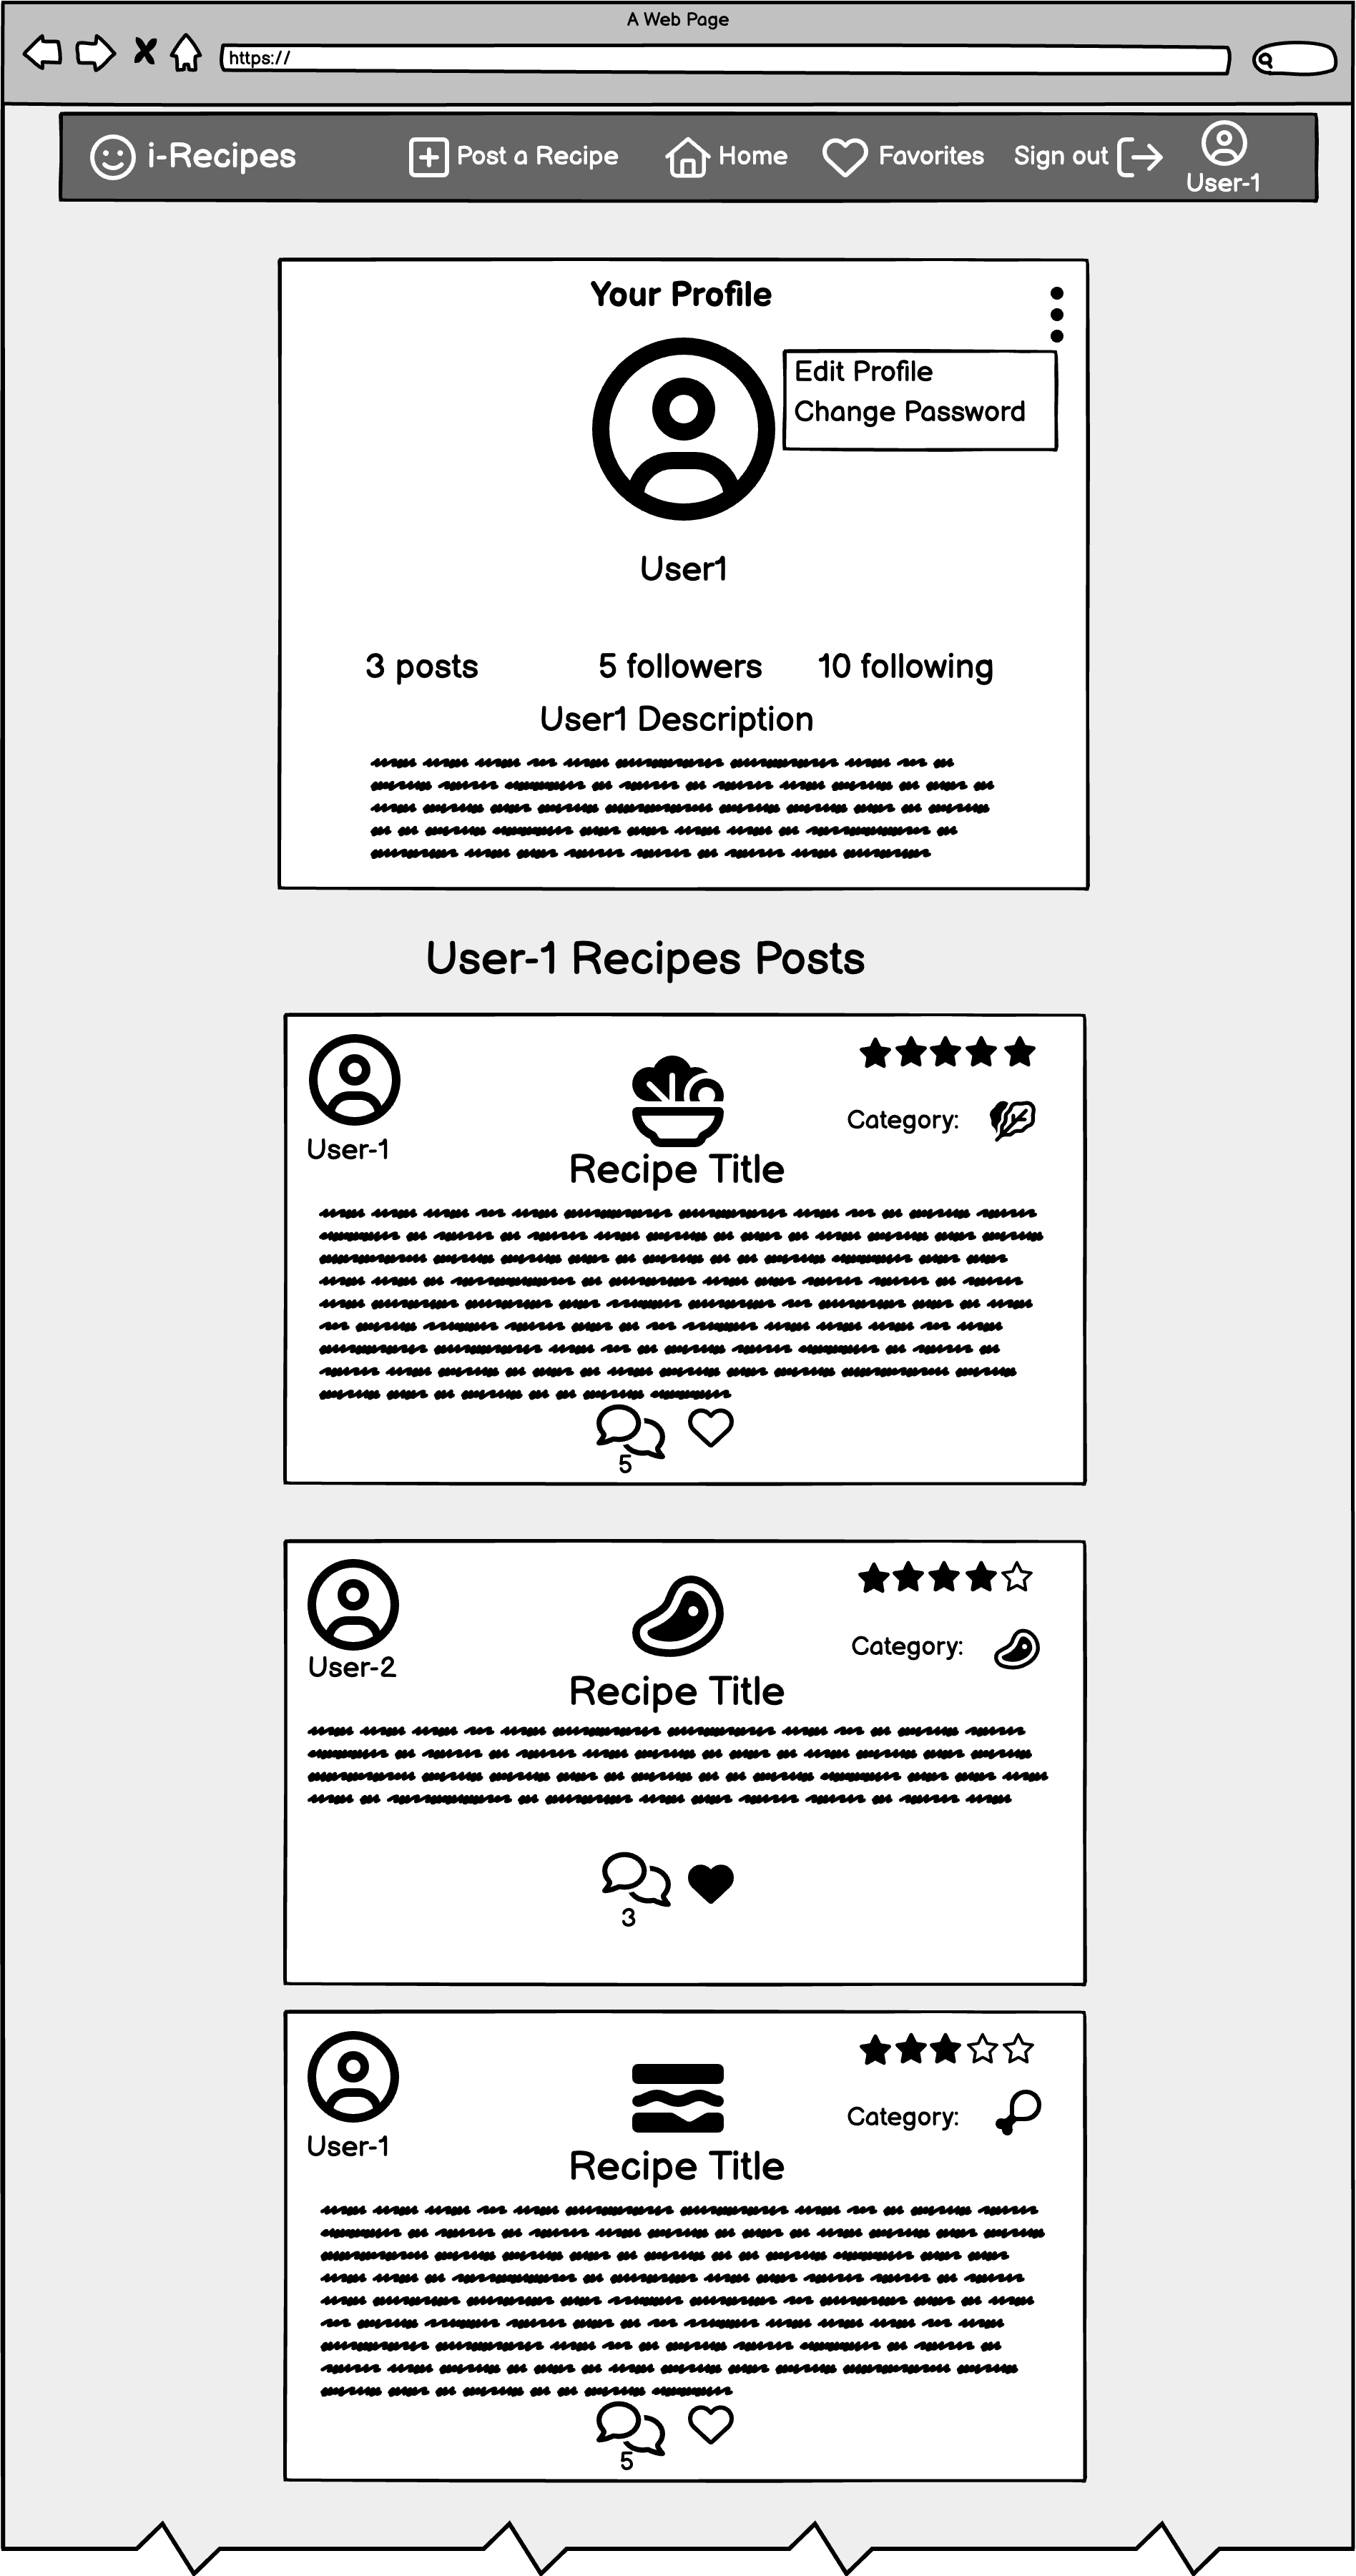 A Web Page
https://
i-Recipes
Post a Recipe
Home
Favorites
Sign out
User-1
Your Profile
Edit Profile
Change Password
User1
3 posts
5 followers
10 following
User1 Description
User-1 Recipes Posts
User-1
Category:
Recipe Title
5
User-2
Category:
Recipe Title
3
User-1
Category:
Recipe Title
5